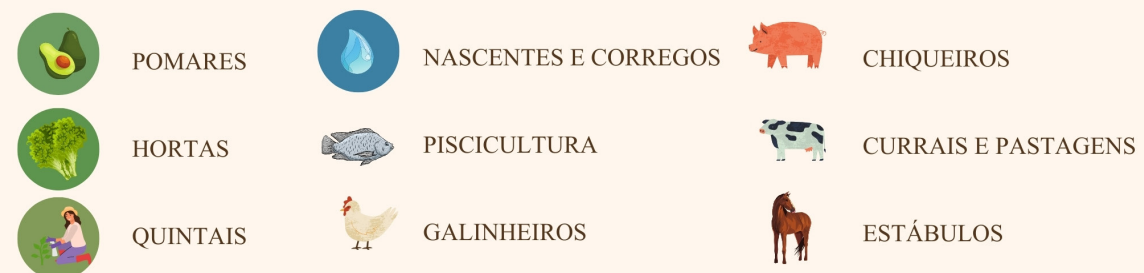 POMARES
HORTAS
QUINTAIS
NASCENTES E CORREGOS
PISCICULTURA
GALINHEIROS
CHIQUEIROS
CURRAIS E PASTAGENS
ESTÁBULOS